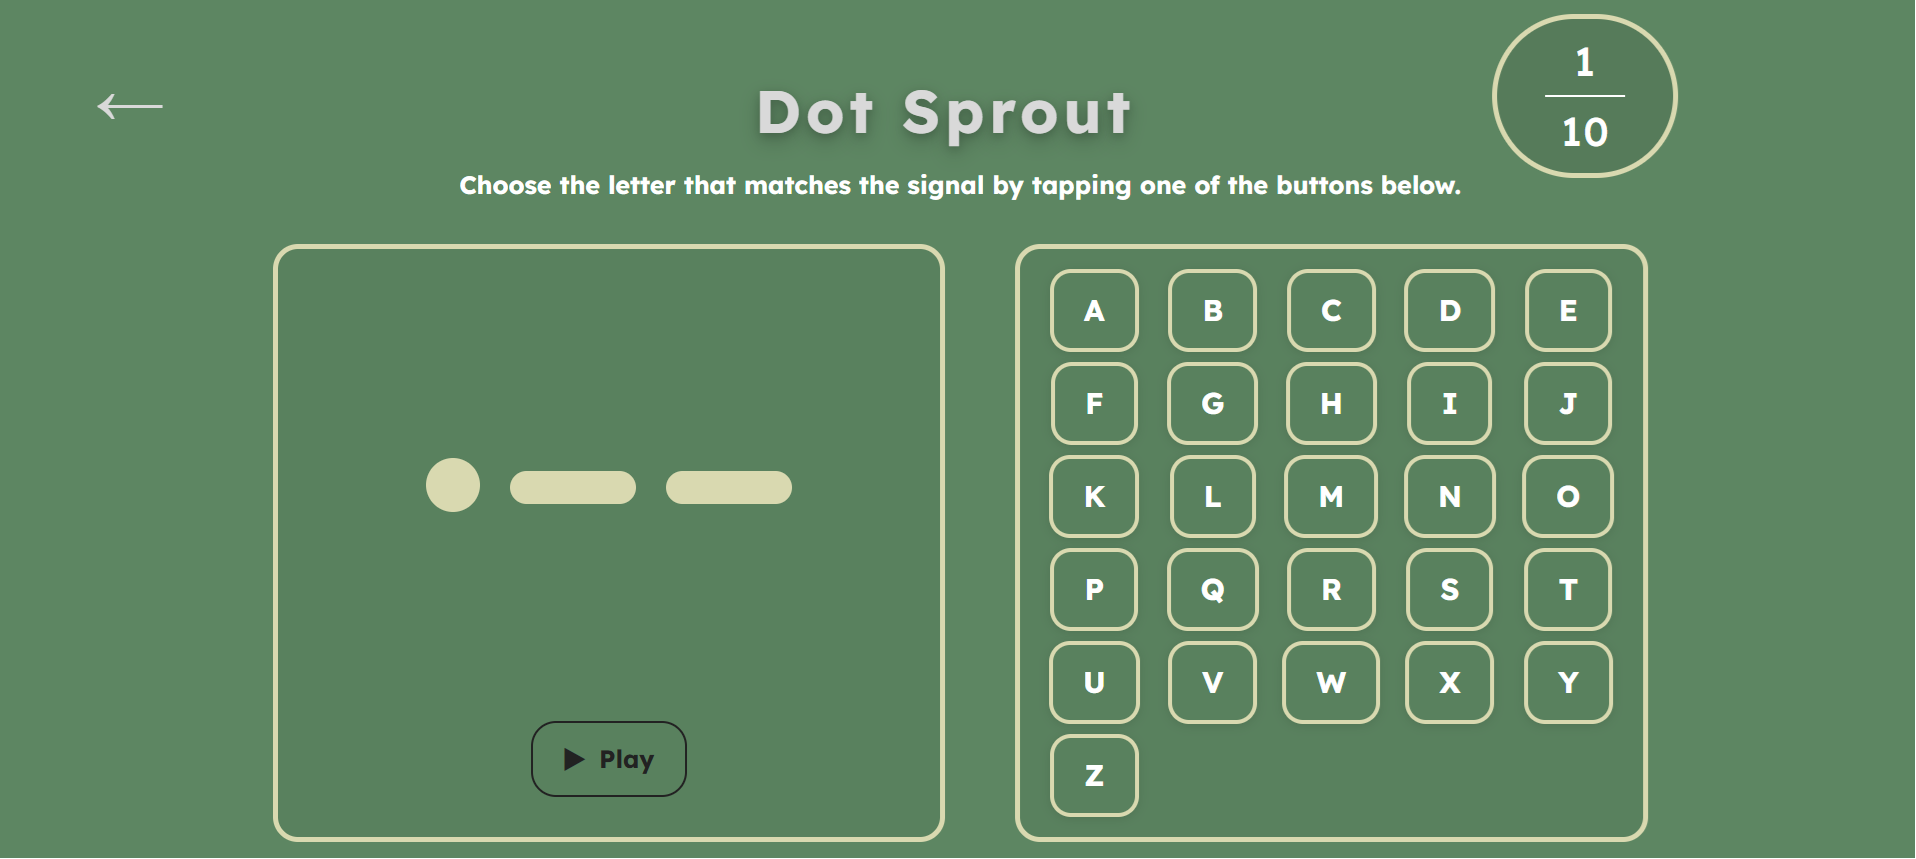 Dot Sprout
1
10
Choose the letter that matches the signal by tapping one of the buttons below.
Play
A B C D E
F G H I J
K L M N O
P Q R S T
U V W X Y
Z